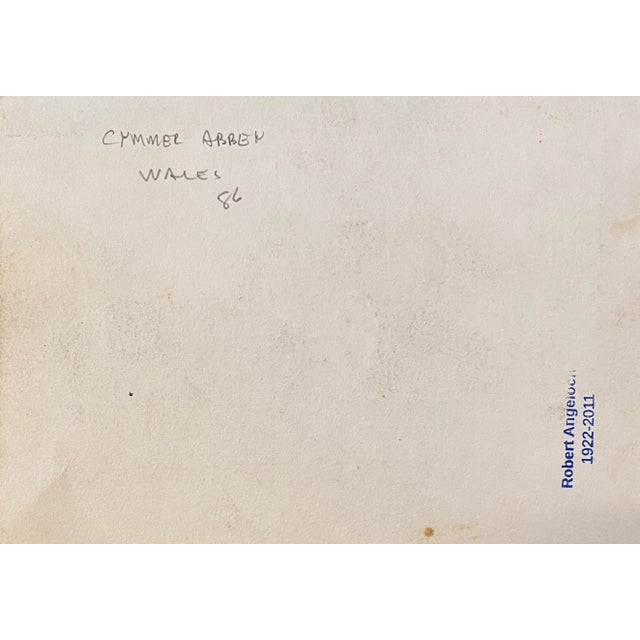 CYMMER ABBEY
WALES
86
Robert Angeloch
1922-2011